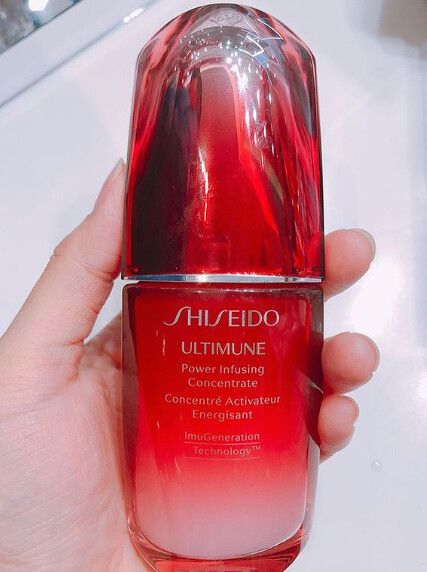 SHISEIDO
ULTIMUNE
Power Infusing
Concentrate
Concentré Activateur
Energisant
ImuGeneration
Technology™